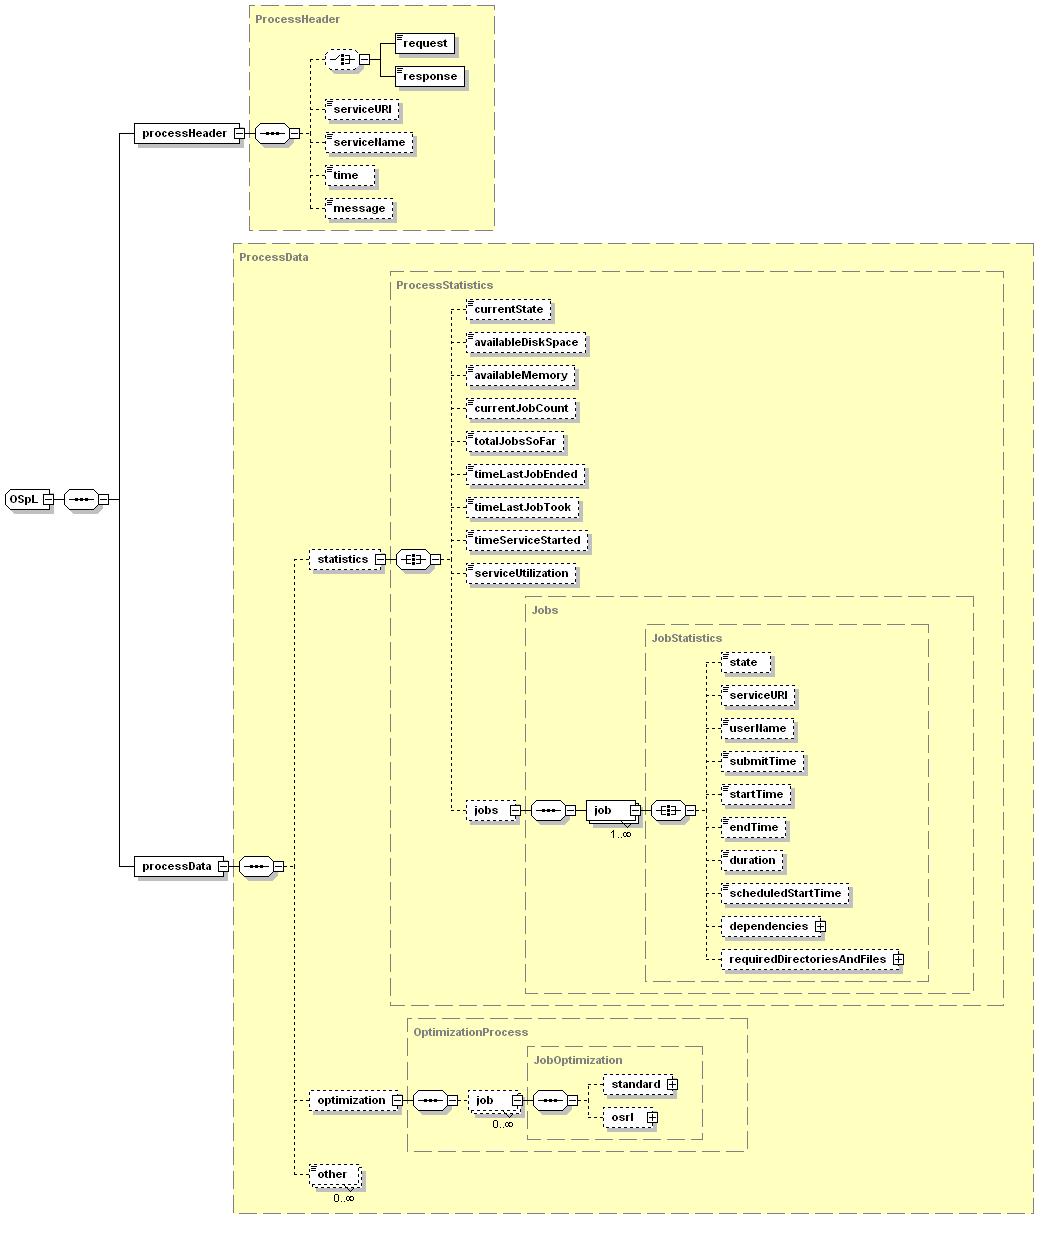 ProcessHeader
request
response
serviceURI
processHeader
serviceName
time
message
ProcessData
ProcessStatistics
currentState
availableDiskSpace
availableMemory
currentJobCount
totalJobsSoFar
timeLastJobEnded
OSpL
timeLastJobTook
timeServiceStarted
statistics
serviceUtilization
Jobs
JobStatistics
state
serviceURI
userName
submitTime
startTime
jobs
job
1..∞
endTime
duration
processData
scheduledStartTime
dependencies
requiredDirectoriesAndFiles
OptimizationProcess
JobOptimization
standard
optimization
job
0..∞
osrl
other
0..∞